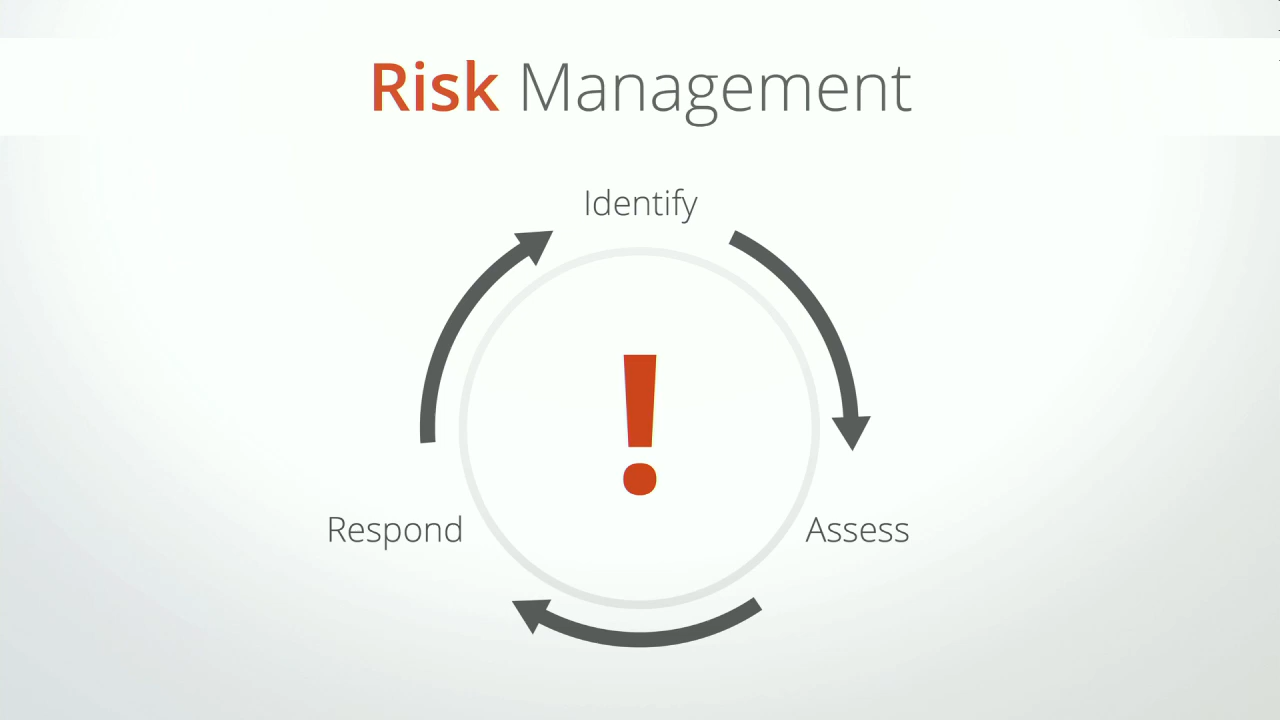 Risk Management
Identify
!
Respond
Assess